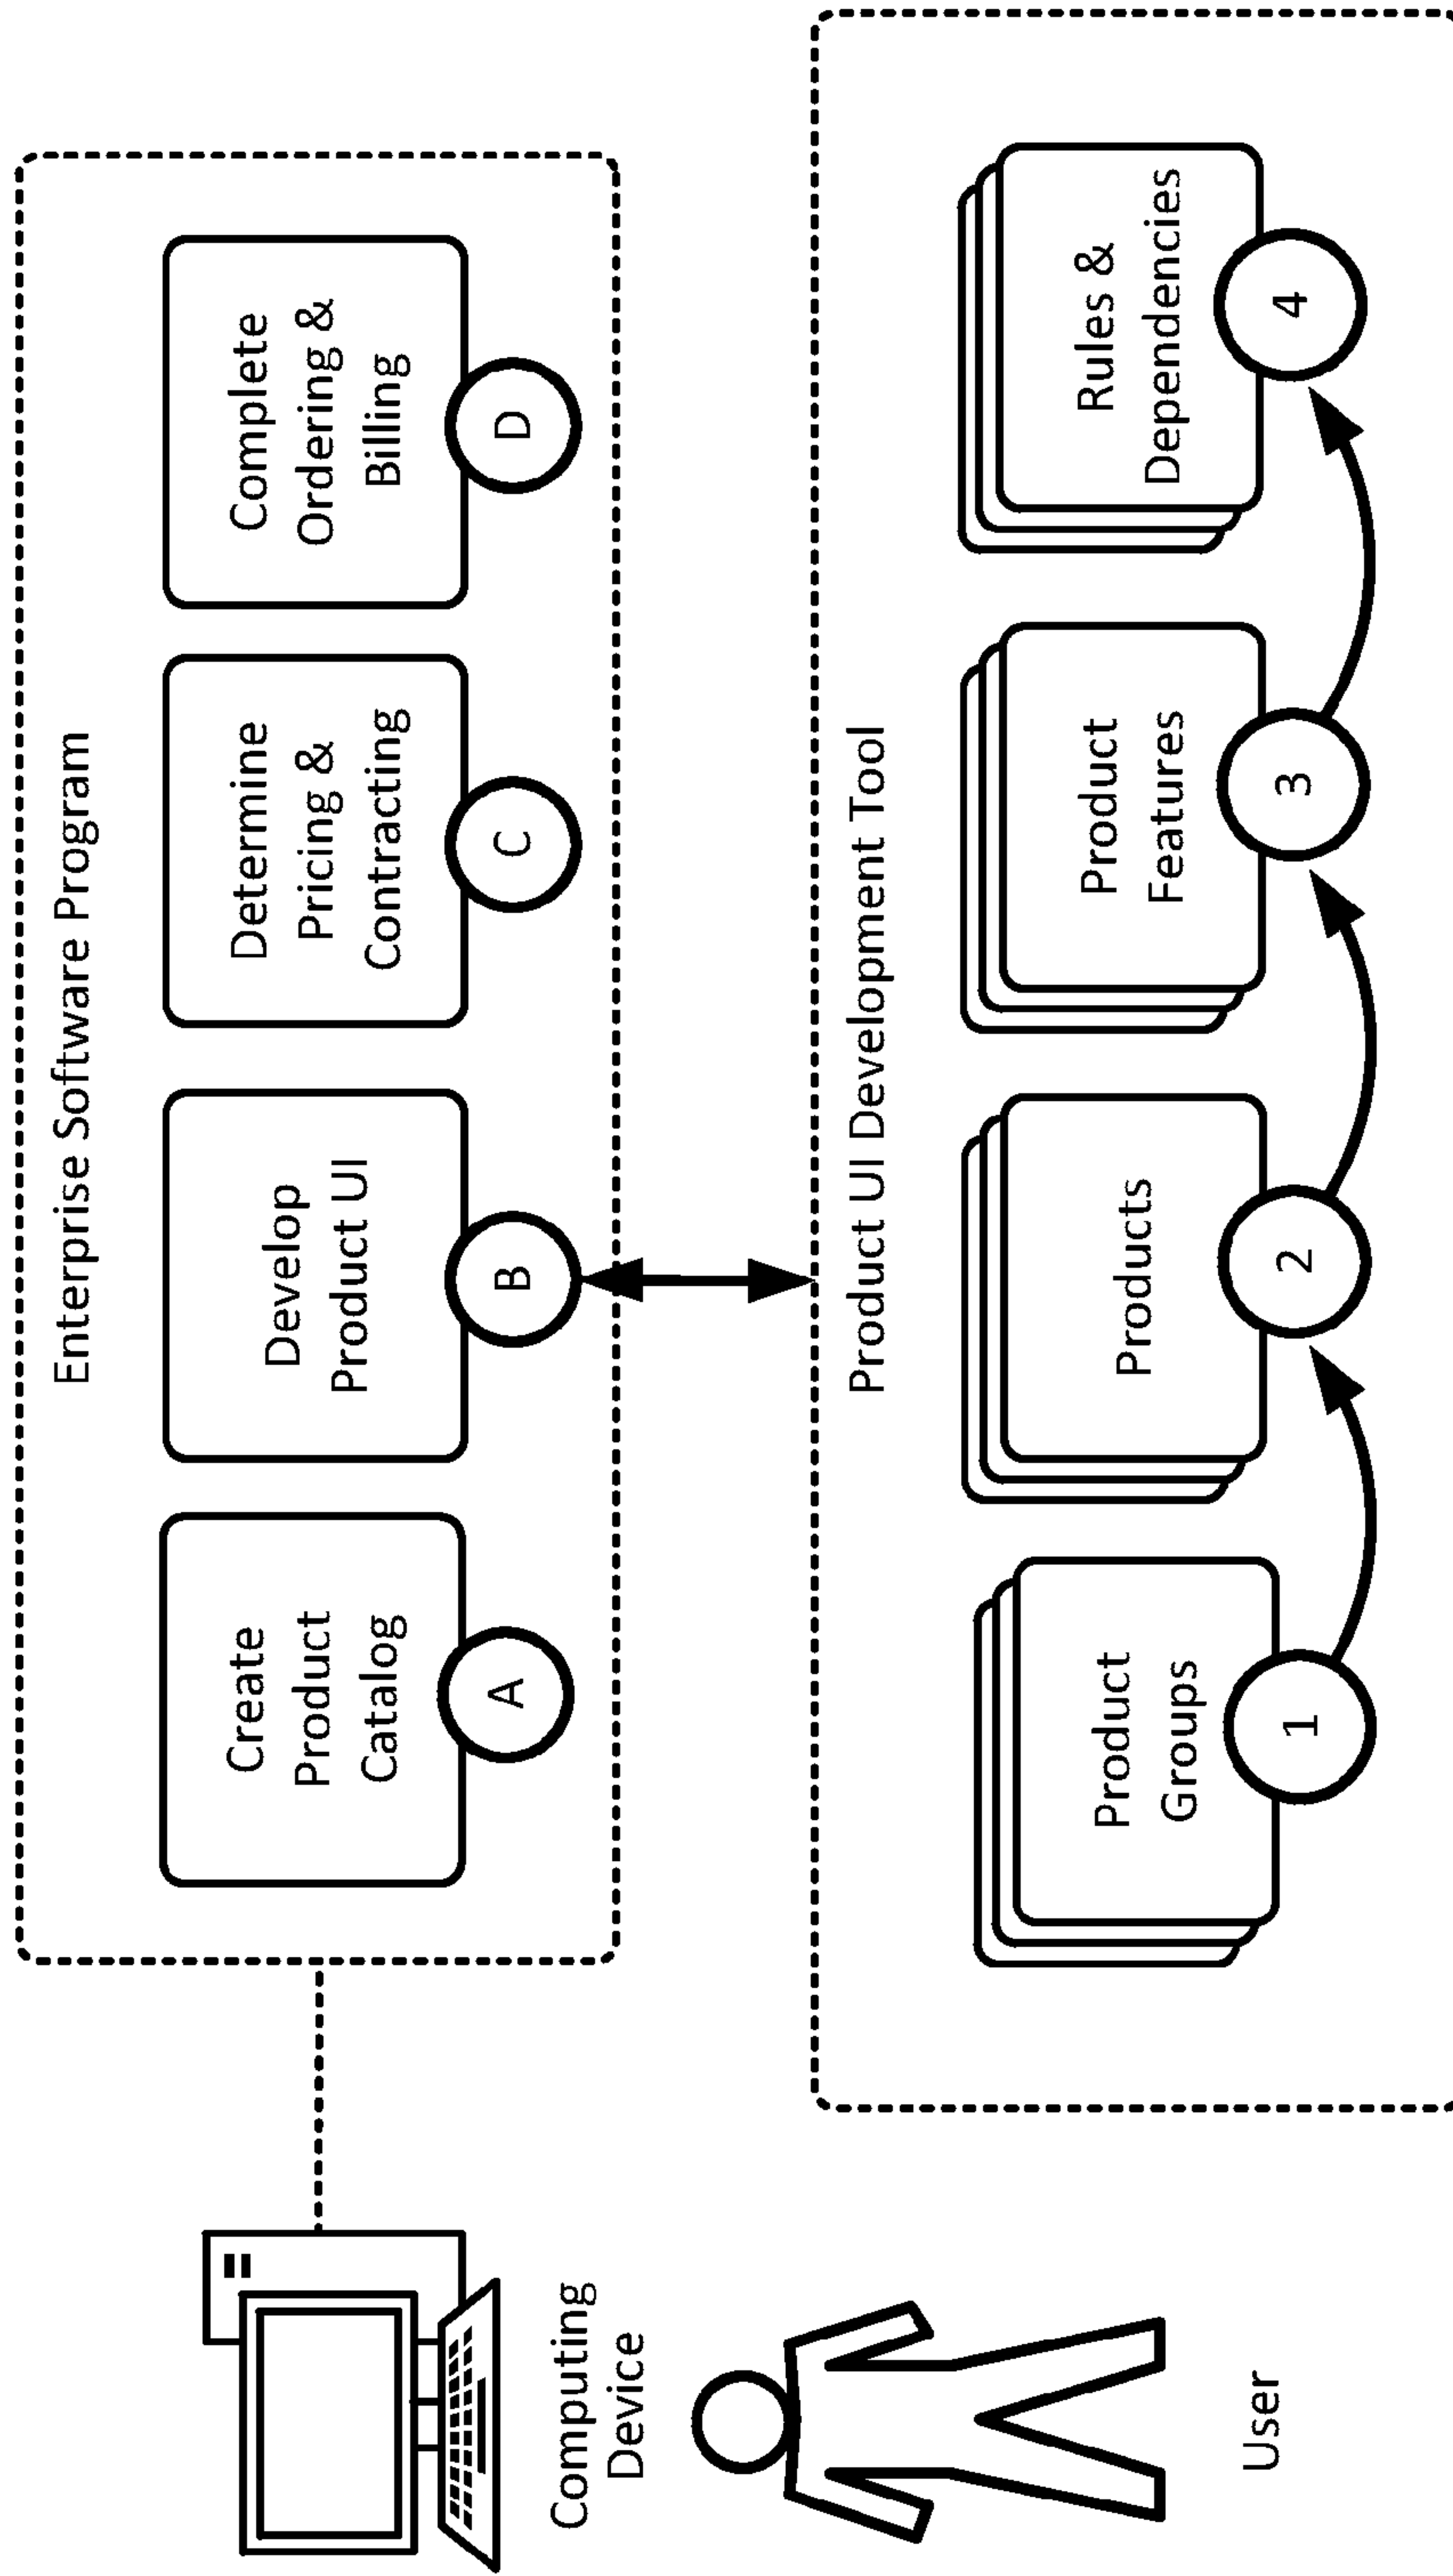 Enterprise Software Program
Create
Product
Catalog
A
Develop
Product UI
B
Determine
Pricing &
Contracting
C
Complete
Ordering &
Billing
D
Computing
Device
User
Product UI Development Tool
Product
Groups
1
Products
2
Product
Features
3
Rules &
Dependencies
4